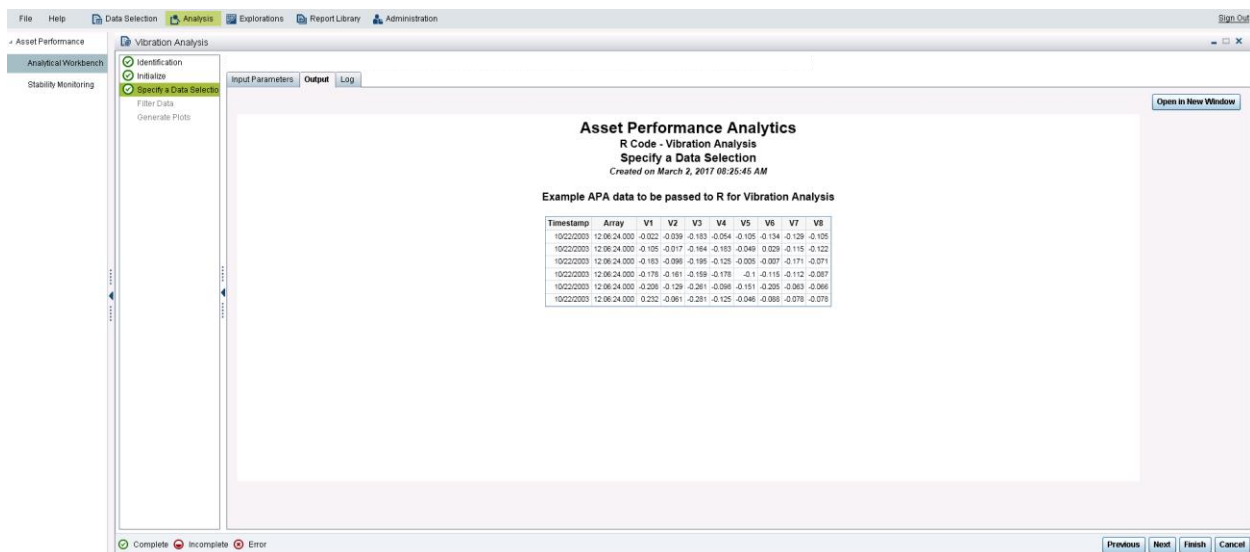 File Help Data Selection Analysis Explorations Report Library Administration Sign Out
Asset Performance
Analytical Workbench
Stability Monitoring
Vibration Analysis
Identification
Initialize
Specify a Data Selectio
Filter Data
Generate Plots
Input Parameters Output Log
Open in New Window
Asset Performance Analytics
R Code - Vibration Analysis
Specify a Data Selection
Created on March 2, 2017 08:25:45 AM
Example APA data to be passed to R for Vibration Analysis
Timestamp Array V1 V2 V3 V4 V5 V6 V7 V8
10/22/2003 12:06:24.000 -0.022 -0.039 -0.183 -0.054 -0.105 -0.134 -0.129 -0.105
10/22/2003 12:06:24.000 -0.105 -0.017 -0.164 -0.183 -0.049 0.029 -0.115 -0.122
10/22/2003 12:06:24.000 -0.183 -0.098 -0.195 -0.125 -0.005 -0.007 -0.171 -0.071
10/22/2003 12:06:24.000 -0.178 -0.161 -0.159 -0.178 -0.1 -0.115 -0.112 -0.087
10/22/2003 12:06:24.000 -0.208 -0.129 -0.261 -0.098 -0.151 -0.205 -0.063 -0.066
10/22/2003 12:06:24.000 0.232 -0.061 -0.281 -0.125 -0.046 -0.088 -0.078 -0.078
Complete Incomplete Error
Previous Next Finish Cancel